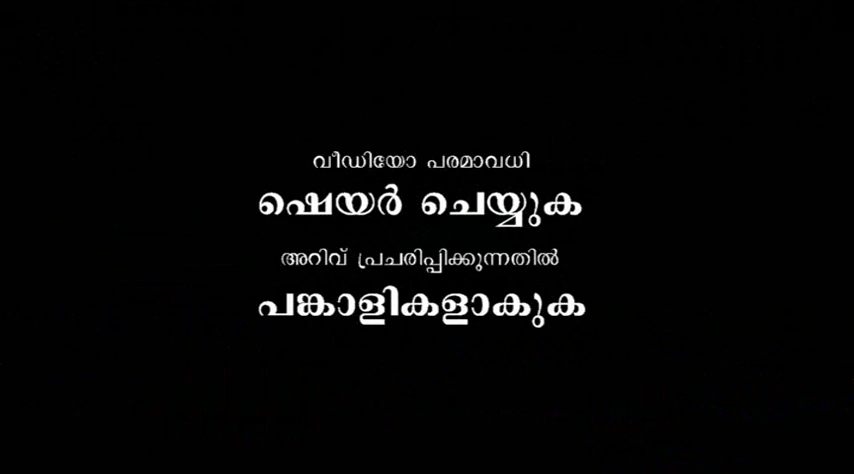 വീഡിയോ പരമാവധി
ഷെയർ ചെയ്യുക
അറിവ് പ്രചരിപ്പിക്കുന്നതിൽ
പങ്കാളികളാകുക